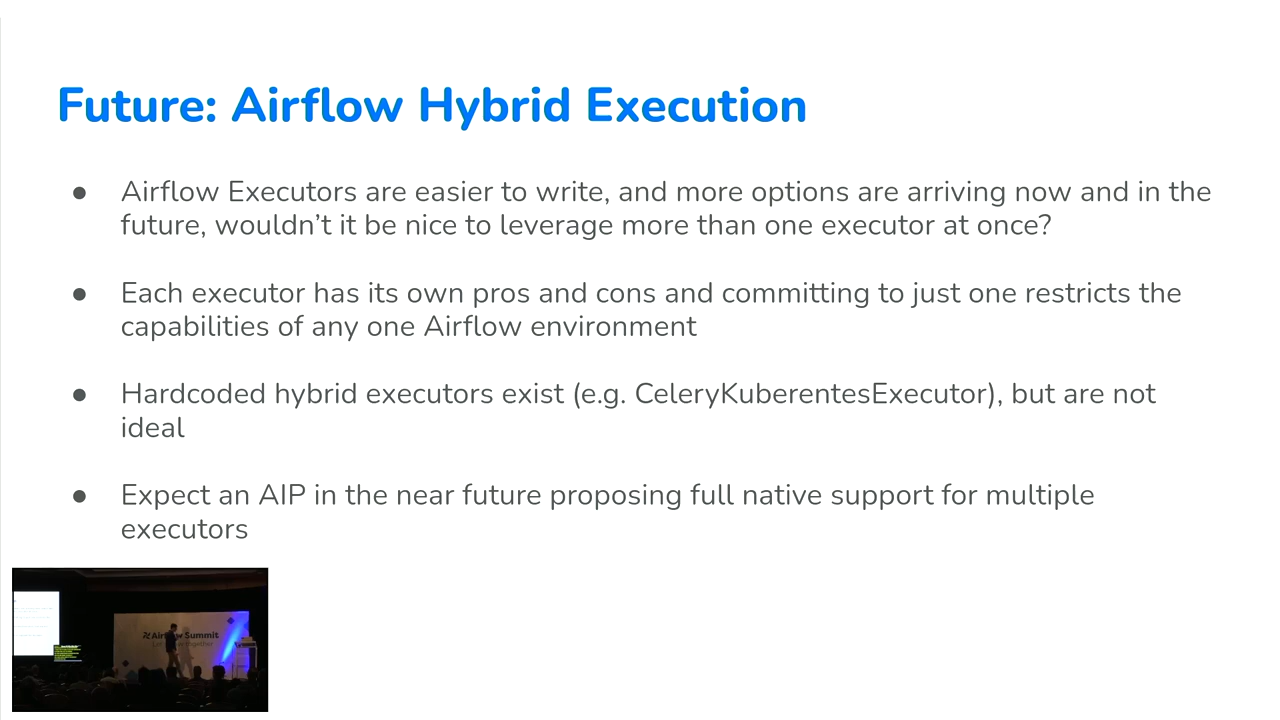 Future: Airflow Hybrid Execution
● Airflow Executors are easier to write, and more options are arriving now and in the
future, wouldn’t it be nice to leverage more than one executor at once?
● Each executor has its own pros and cons and committing to just one restricts the
capabilities of any one Airflow environment
● Hardcoded hybrid executors exist (e.g. CeleryKuberentesExecutor), but are not
ideal
● Expect an AIP in the near future proposing full native support for multiple
executors
Airflow Summit